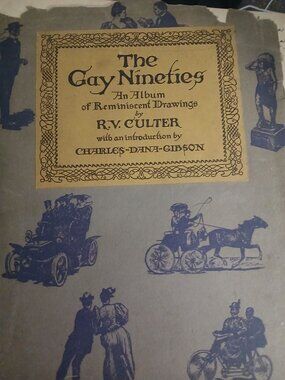 The
Gay Nineties
An Album
of Reminiscent Drawings
by
R.V. CULTER
with an introduction by
CHARLES-DANA-GIBSON